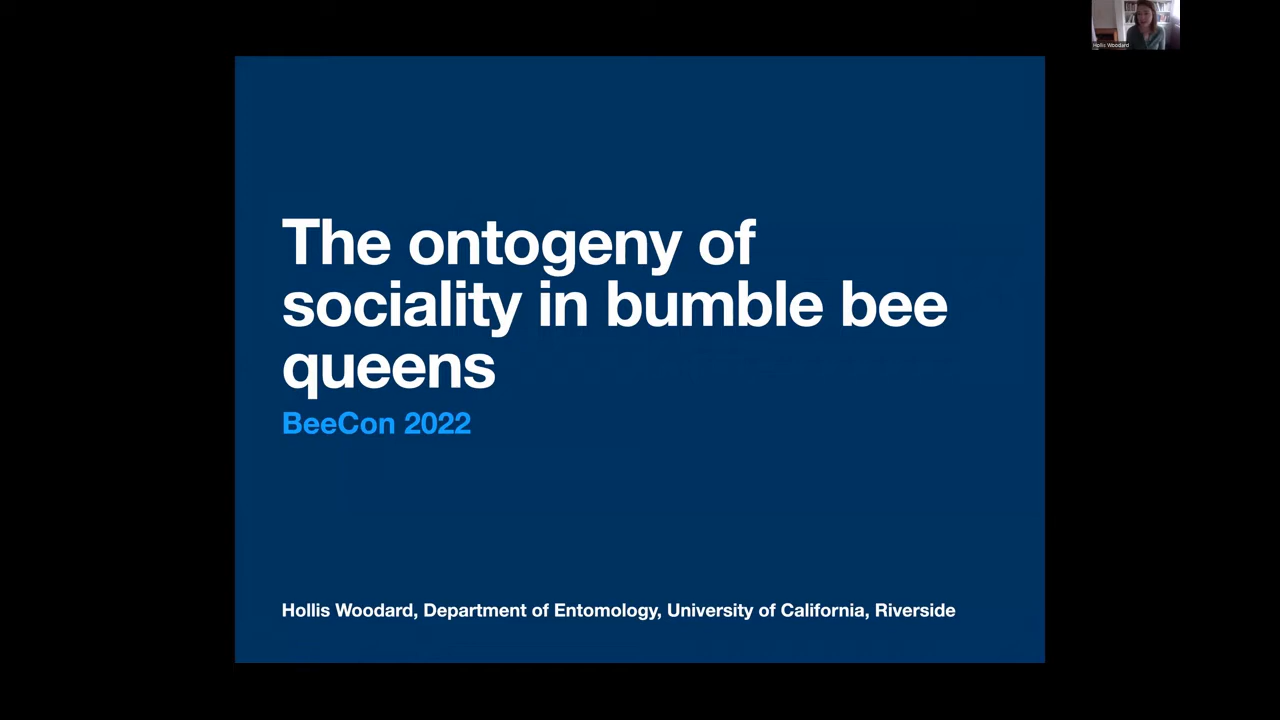 Hollis Woodard
The ontogeny of
sociality in bumble bee
queens
BeeCon 2022
Hollis Woodard, Department of Entomology, University of California, Riverside